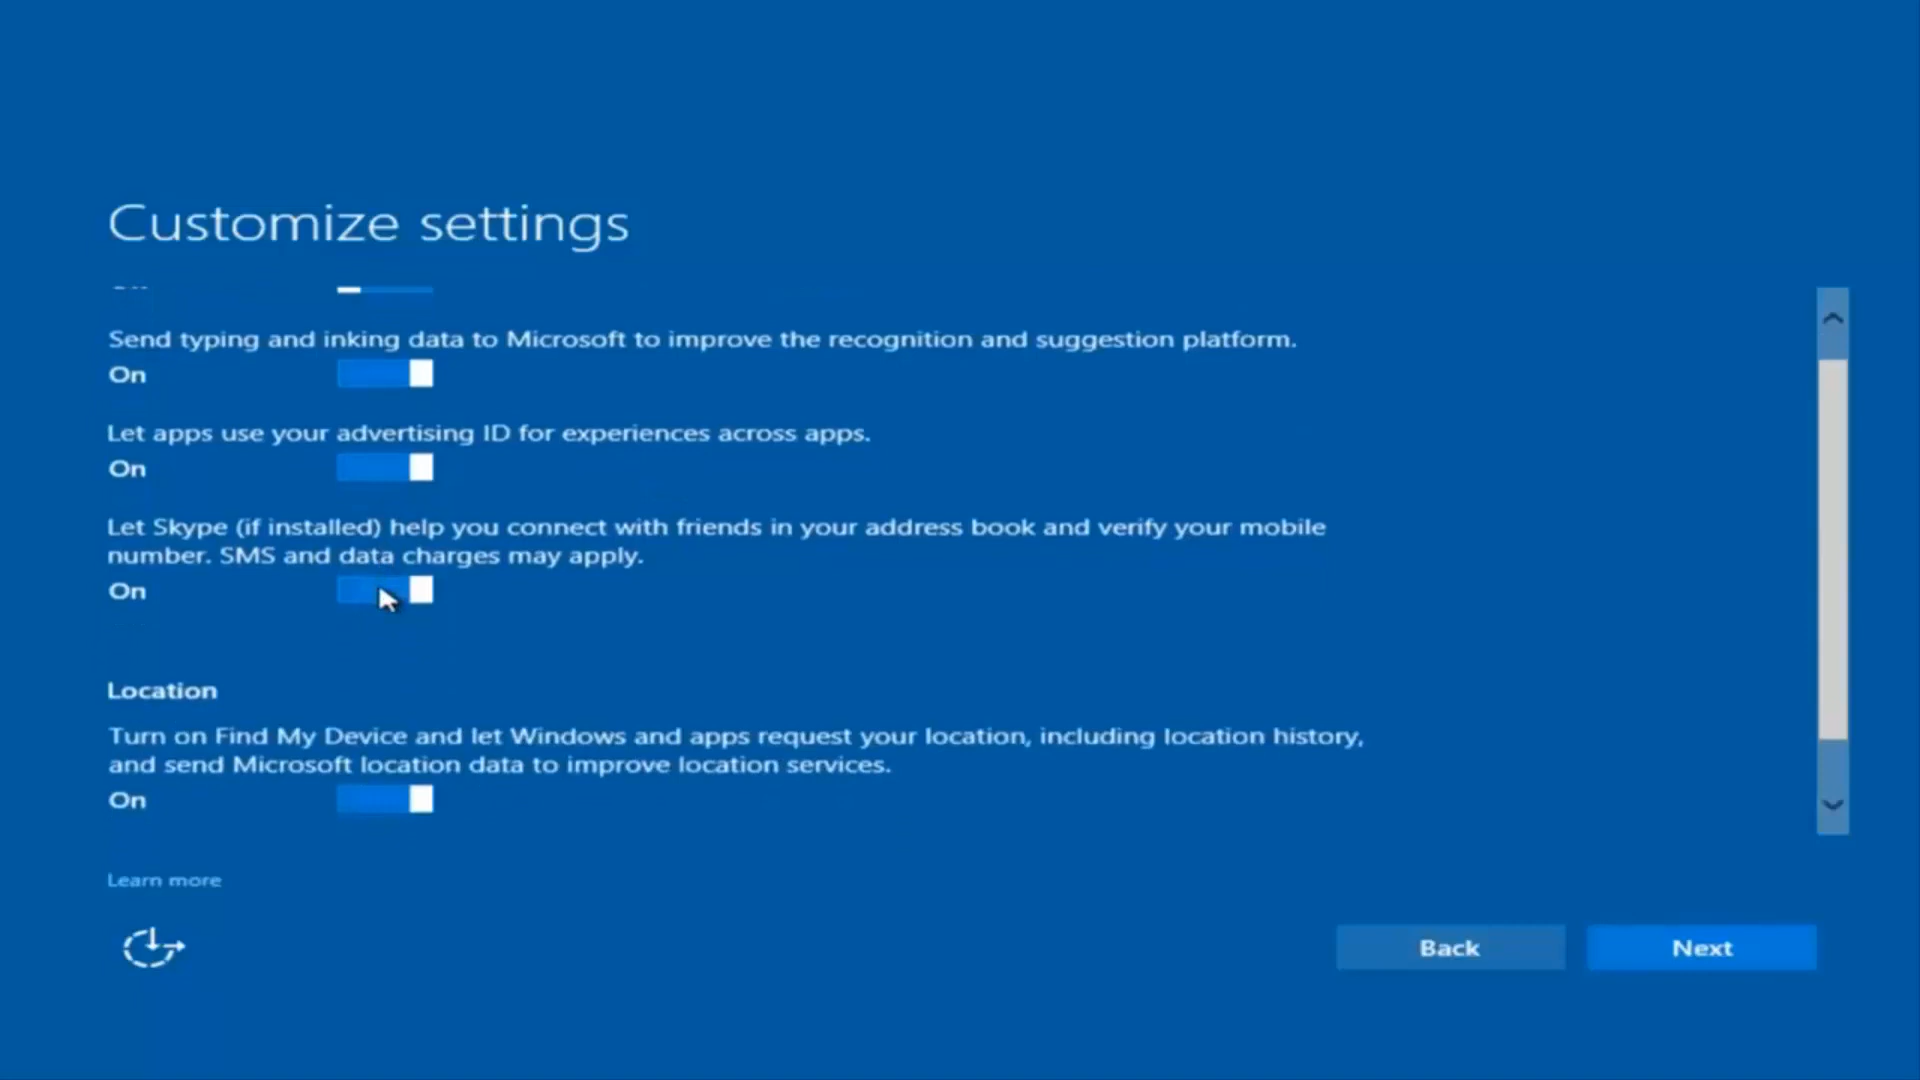 Customize settings
Send typing and inking data to Microsoft to improve the recognition and suggestion platform.
On
Let apps use your advertising ID for experiences across apps.
On
Let Skype (if installed) help you connect with friends in your address book and verify your mobile
number. SMS and data charges may apply.
On
Location
Turn on Find My Device and let Windows and apps request your location, including location history,
and send Microsoft location data to improve location services.
On
Learn more
Back
Next